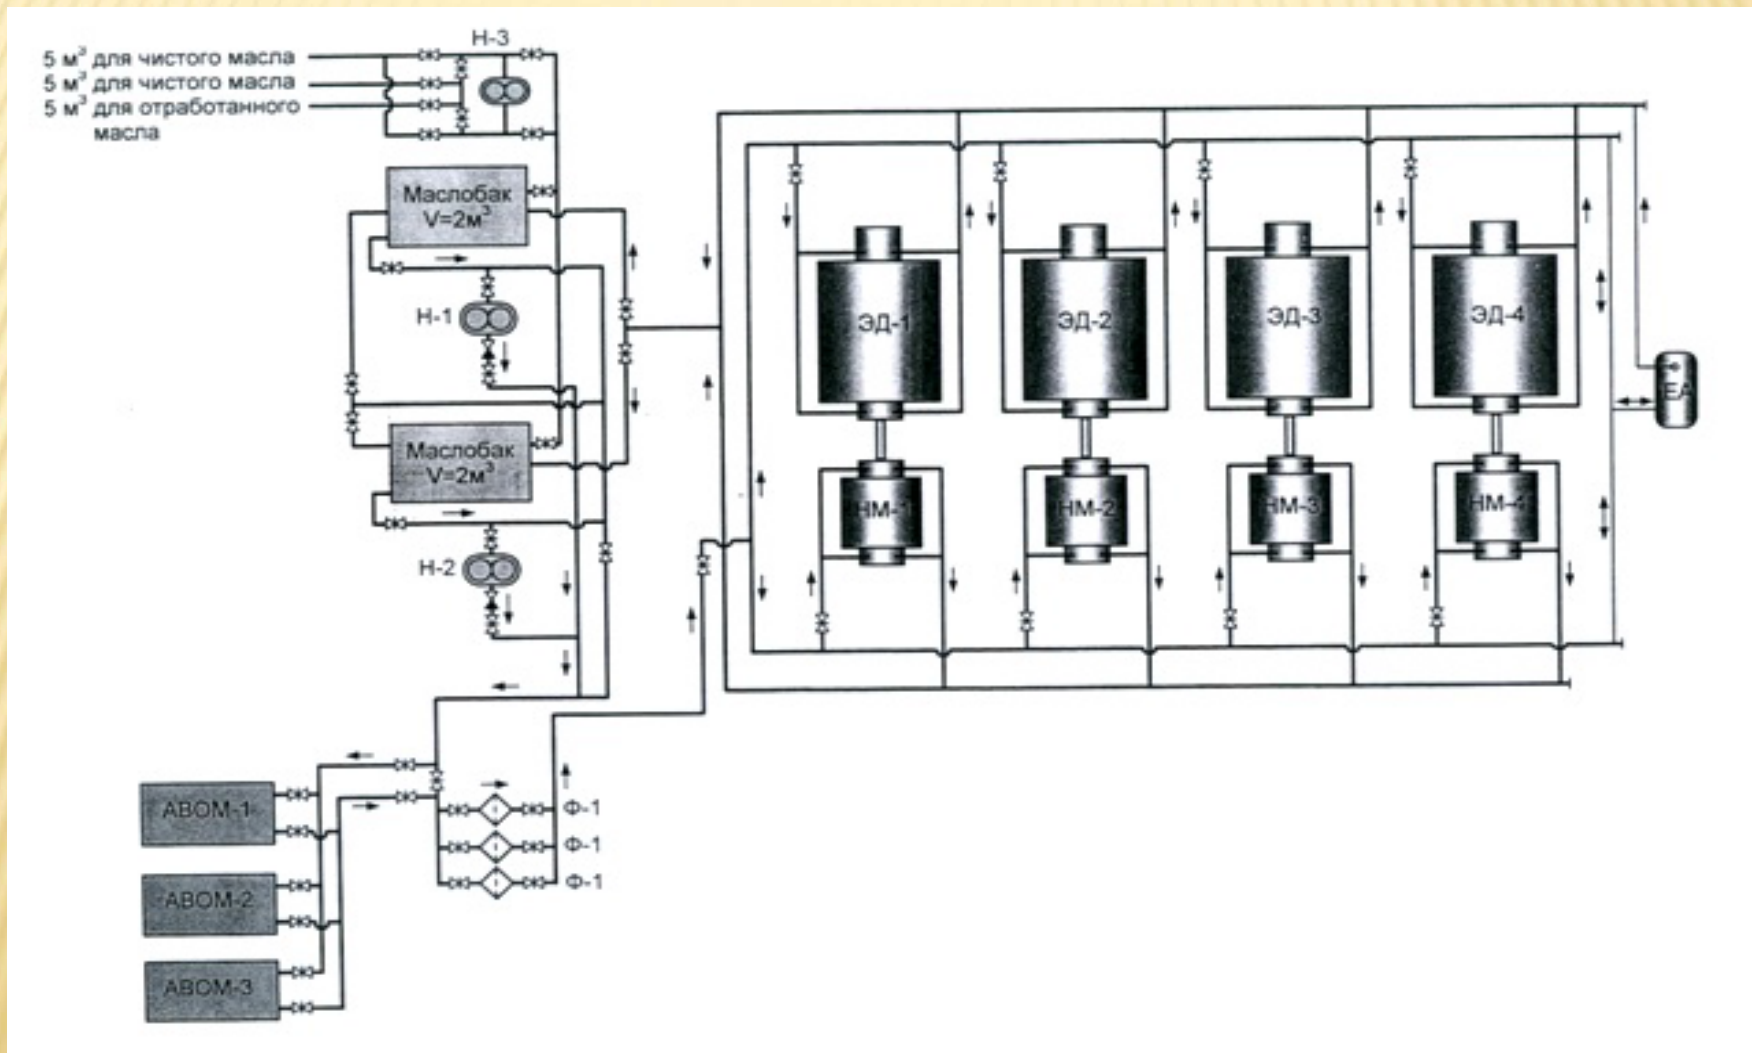 Н-3
5 м³ для чистого масла
5 м³ для чистого масла
5 м³ для отработанного
масла
Маслобак
V=2м³
Н-1
Маслобак
V=2м³
Н-2
ЭД-1
ЭД-2
ЭД-3
ЭД-4
ЕА
НМ-1
НМ-2
НМ-3
НМ-4
АВОМ-1
АВОМ-2
АВОМ-3
Ф-1
Ф-1
Ф-1